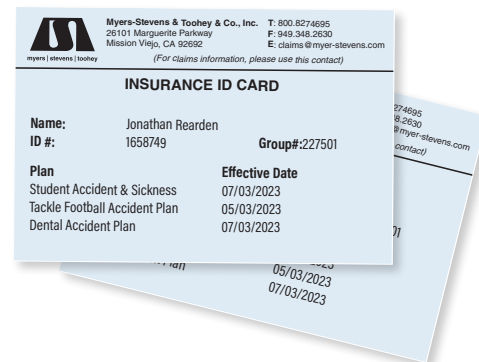 Myers-Stevens & Toohey & Co., Inc. T: 800.8274695
26101 Marguerite Parkway F: 949.348.2630
Mission Viejo, CA 92692 E: claims@myer-stevens.com
myers | stevens | toohey
(For claims information, please use this contact)
INSURANCE ID CARD
Name: Jonathan Rearden
ID #: 1658749 Group#:227501
Plan Effective Date
Student Accident & Sickness 07/03/2023
Tackle Football Accident Plan 05/03/2023
Dental Accident Plan 07/03/2023
274695
8.2630
@myer-stevens.com
contact)
01
05/03/2023
Plan 07/03/2023